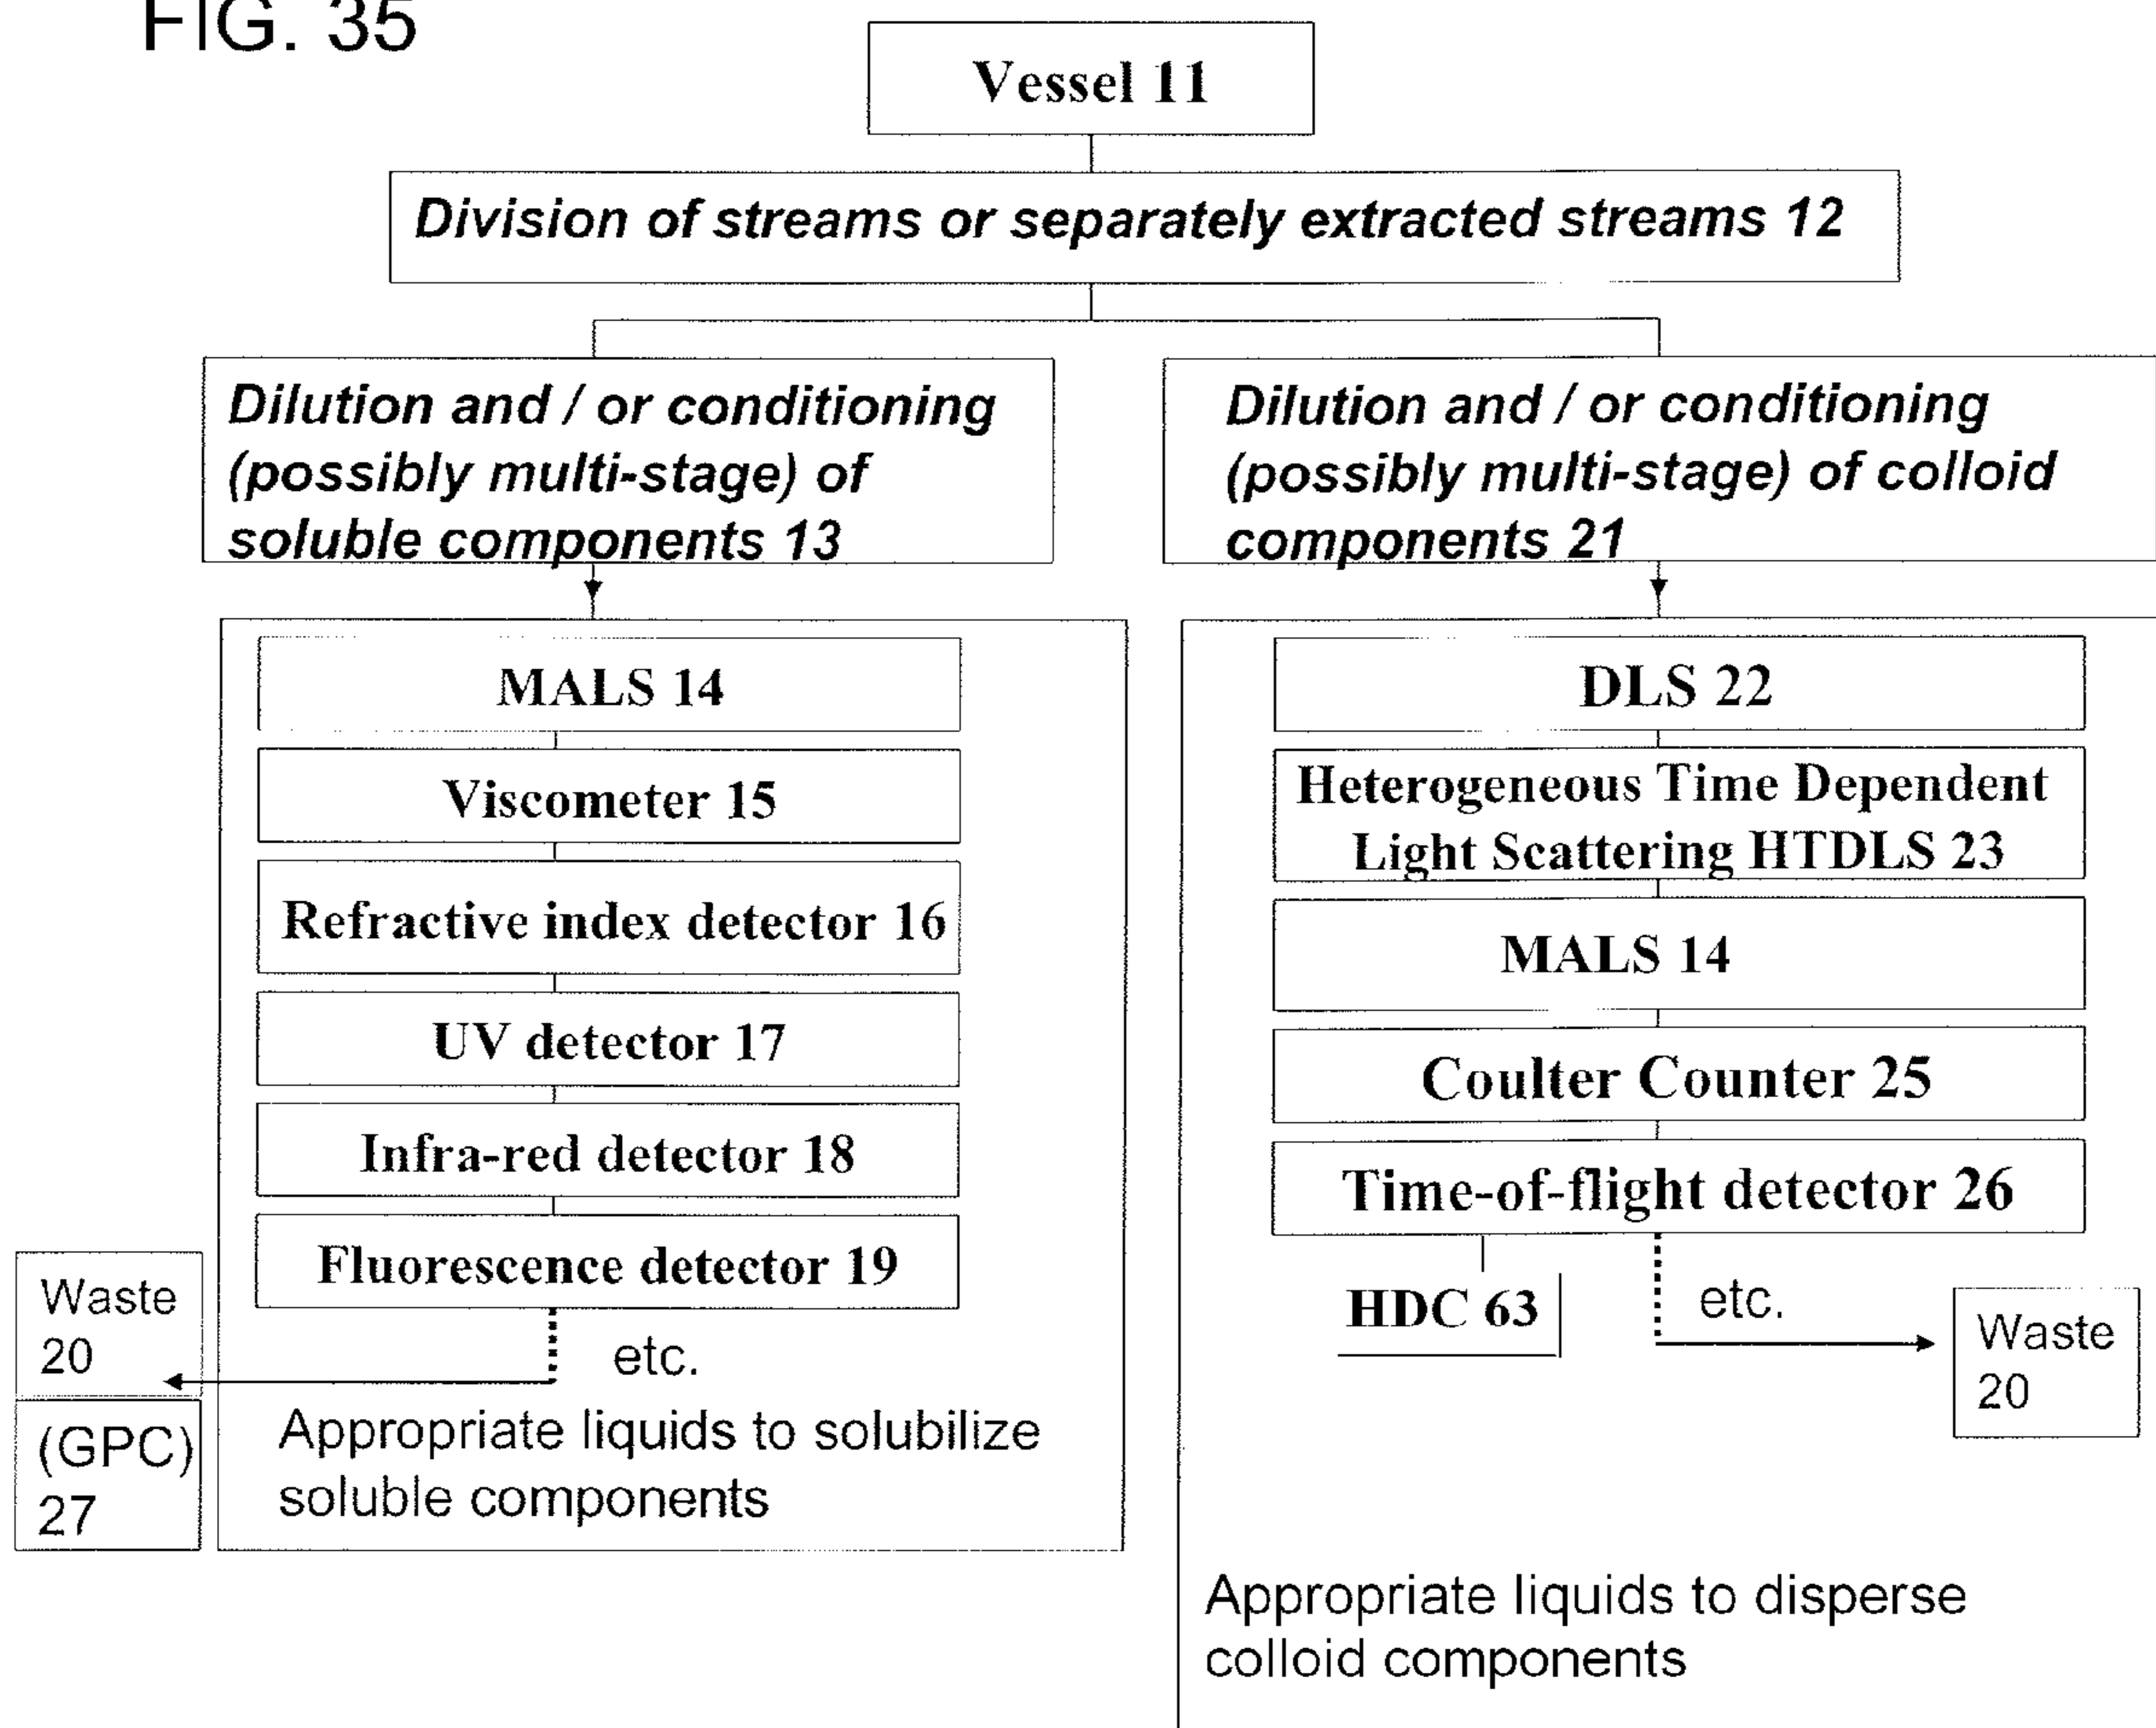 FIG. 35
Vessel 11
Division of streams or separately extracted streams 12
Dilution and / or conditioning
(possibly multi-stage) of
soluble components 13
Dilution and / or conditioning
(possibly multi-stage) of colloid
components 21
MALS 14
Viscometer 15
Refractive index detector 16
UV detector 17
Infra-red detector 18
Fluorescence detector 19
etc.
Waste
20
(GPC)
27
Appropriate liquids to solubilize
soluble components
DLS 22
Heterogeneous Time Dependent
Light Scattering HTDLS 23
MALS 14
Coulter Counter 25
Time-of-flight detector 26
HDC 63
etc.
Waste
20
Appropriate liquids to disperse
colloid components